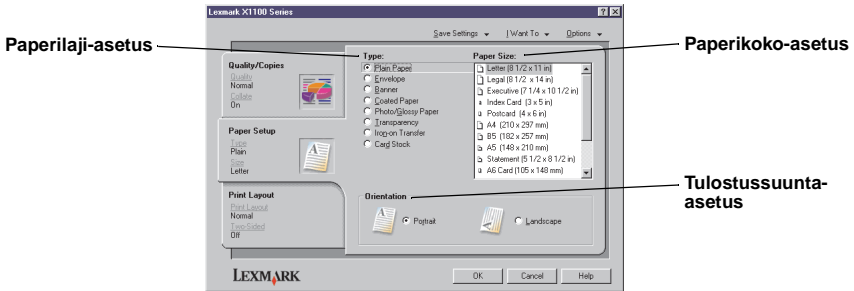 Lexmark X1100 Series
Save Settings
I Want To
Options
Paperilaji-asetus
Paperikoko-asetus
Quality/Copies
Quality
Normal
Collate
On
Paper Setup
Type
Plain
Size
Letter
Print Layout
Print Layout
Normal
Two-Sided
Off
Type:
Plain Paper
Envelope
Banner
Coated Paper
Photo/Glossy Paper
Transparency
Iron-on Transfer
Card Stock
Paper Size:
Letter (8 1/2 x 11 in)
Legal (8 1/2 x 14 in)
Executive (7 1/4 x 10 1/2 in)
Index Card (3 x 5 in)
Postcard (4 x 6 in)
A4 (210 x 297 mm)
B5 (182 x 257 mm)
A5 (148 x 210 mm)
Statement (5 1/2 x 8 1/2 in)
A6 Card (105 x 148 mm)
Tulostussuunta-
asetus
Orientation
Portrait
Landscape
LEXMARK
OK
Cancel
Help